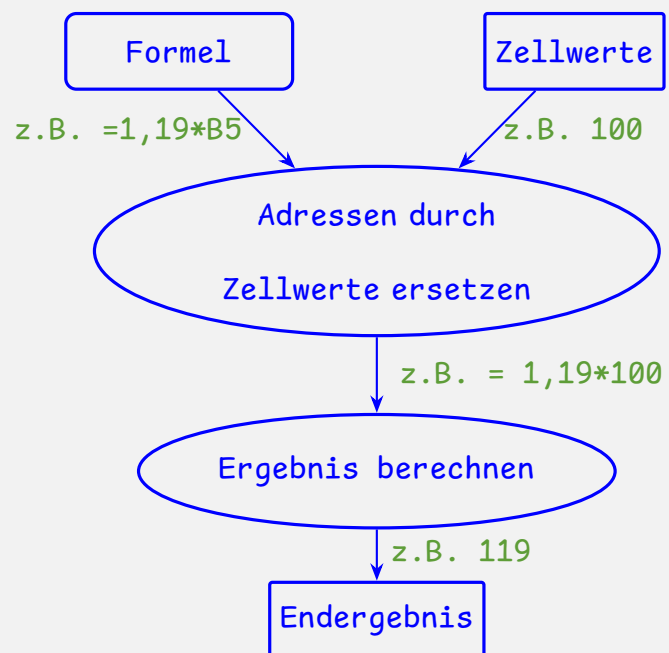 Formel
Zellwerte
z.B. =1,19*B5
z.B. 100
Adressen durch
Zellwerte ersetzen
z.B. = 1,19*100
Ergebnis berechnen
z.B. 119
Endergebnis